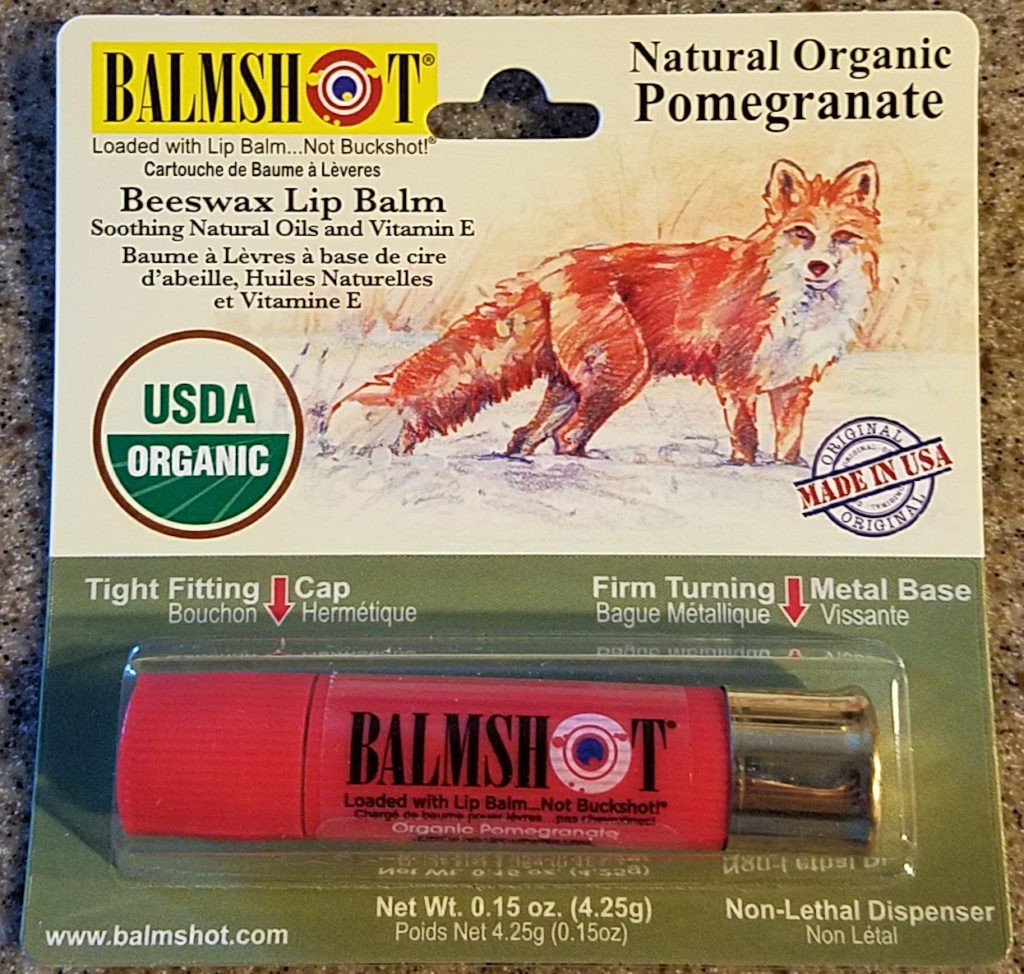 BALMSHOT®
Loaded with Lip Balm...Not Buckshot!®
Cartouche de Baume à Lèveres
Beeswax Lip Balm
Soothing Natural Oils and Vitamin E
Baume à Lèvres à base de cire
d'abeille, Huiles Naturelles
et Vitamine E
Natural Organic
Pomegranate
USDA
ORGANIC
ORIGINAL
MADE IN USA
ORIGINAL
Tight Fitting Cap
Bouchon Hermétique
Firm Turning Metal Base
Bague Métallique Vissante
BALMSHOT
Loaded with Lip Balm...Not Buckshot!®
Organic Pomegranate
Net Wt. 0.15 oz. (4.25g)
Poids Net 4.25g (0.15oz)
Non-Lethal Dispenser
Non Létal
www.balmshot.com